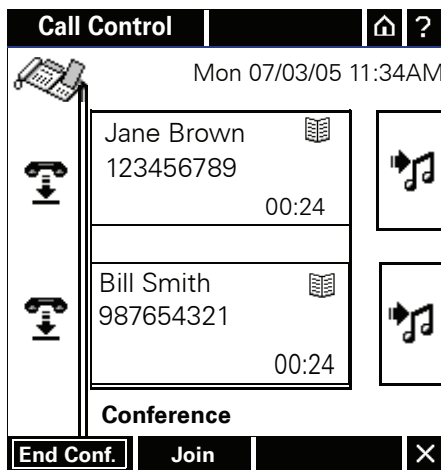 Call Control ?
Mon 07/03/05 11:34AM
Jane Brown
123456789
00:24
Bill Smith
987654321
00:24
Conference
End Conf. Join X